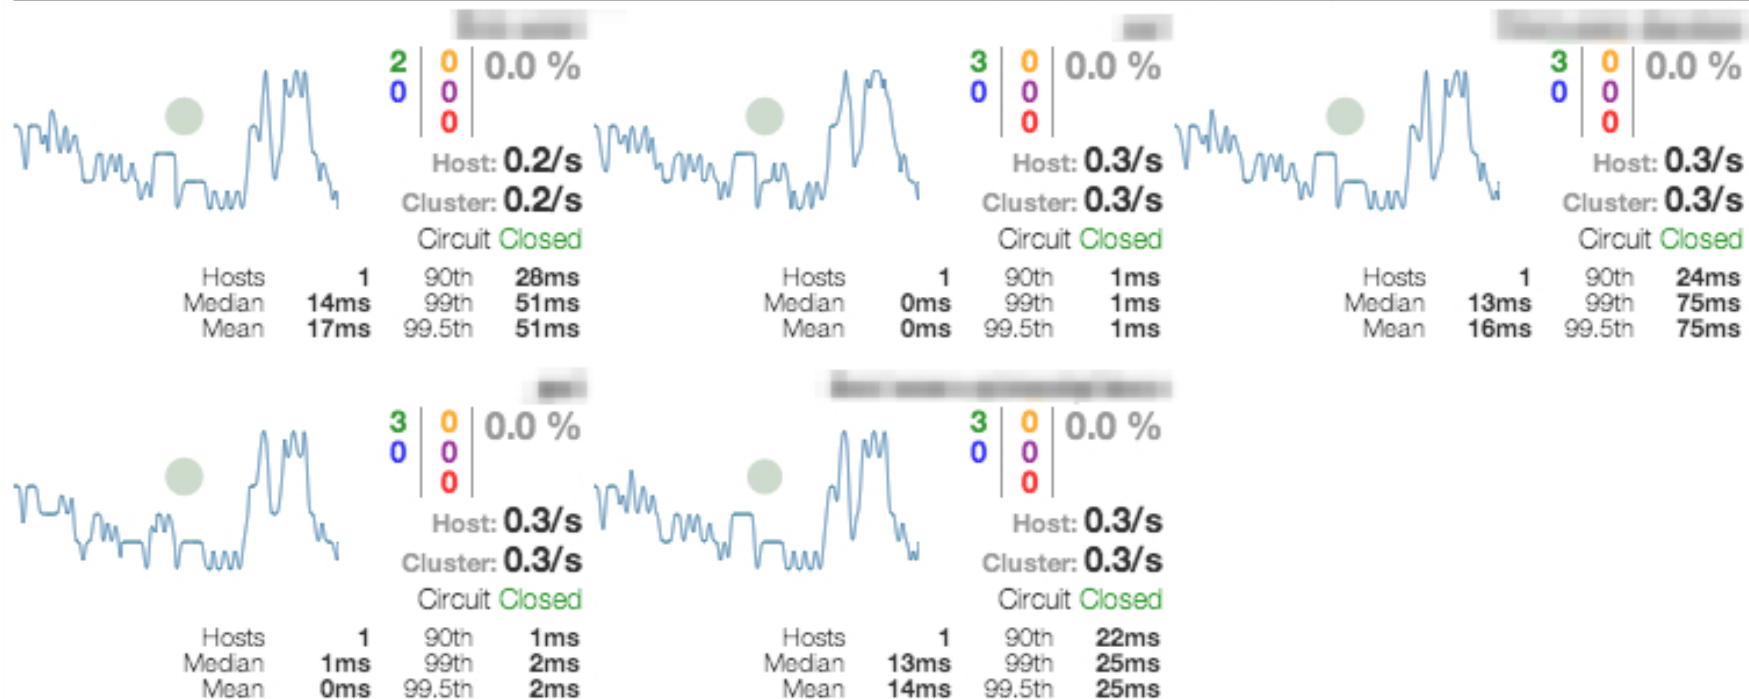 2 0 0.0 %
0 0
0
Host: 0.2/s
Cluster: 0.2/s
Circuit Closed
Hosts 1 90th 28ms
Median 14ms 99th 51ms
Mean 17ms 99.5th 51ms
3 0 0.0 %
0 0
0
Host: 0.3/s
Cluster: 0.3/s
Circuit Closed
Hosts 1 90th 1ms
Median 0ms 99th 1ms
Mean 0ms 99.5th 1ms
3 0 0.0 %
0 0
0
Host: 0.3/s
Cluster: 0.3/s
Circuit Closed
Hosts 1 90th 24ms
Median 13ms 99th 75ms
Mean 16ms 99.5th 75ms
3 0 0.0 %
0 0
0
Host: 0.3/s
Cluster: 0.3/s
Circuit Closed
Hosts 1 90th 1ms
Median 1ms 99th 2ms
Mean 0ms 99.5th 2ms
3 0 0.0 %
0 0
0
Host: 0.3/s
Cluster: 0.3/s
Circuit Closed
Hosts 1 90th 22ms
Median 13ms 99th 25ms
Mean 14ms 99.5th 25ms